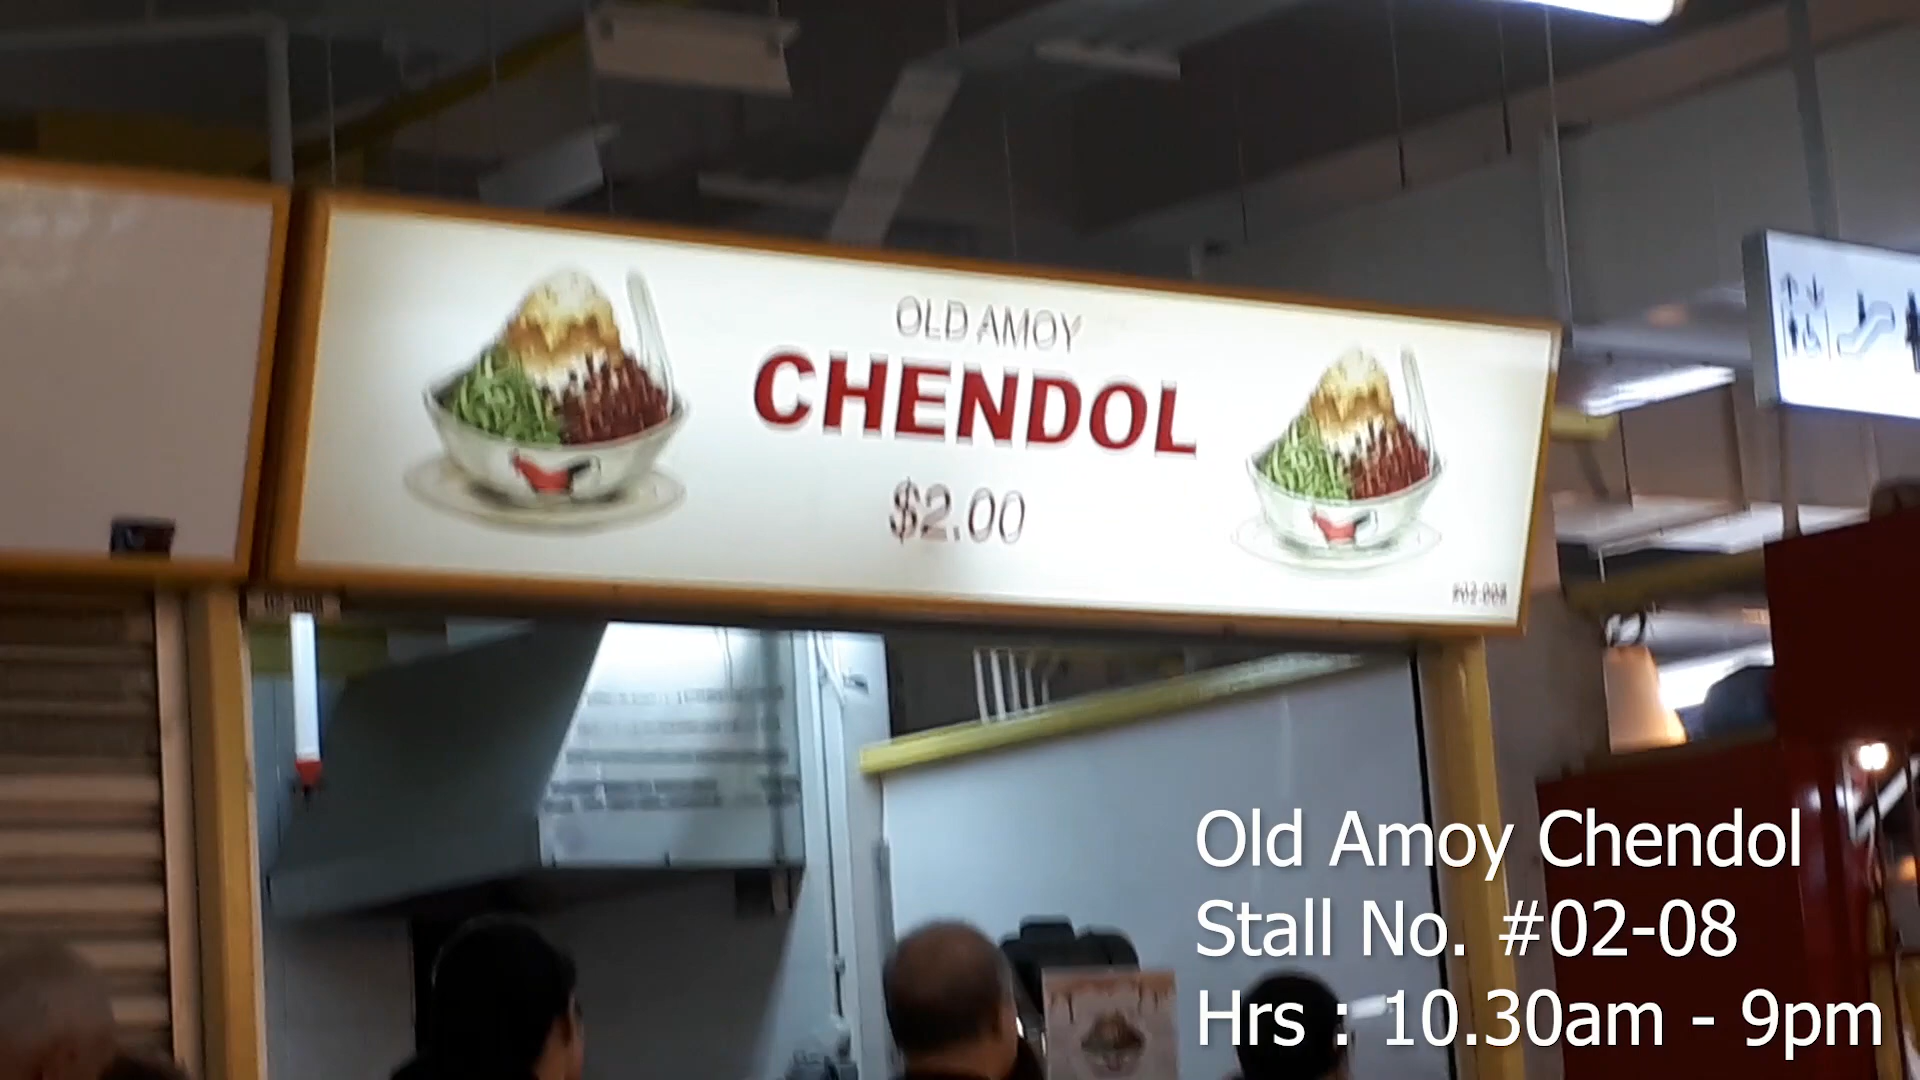 OLD AMOY
CHENDOL
$2.00
Old Amoy Chendol
Stall No. #02-08
Hrs : 10.30am - 9pm